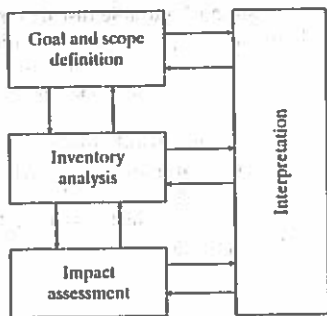 Goal and scope
definition
Inventory
analysis
Impact
assessment
Interpretation